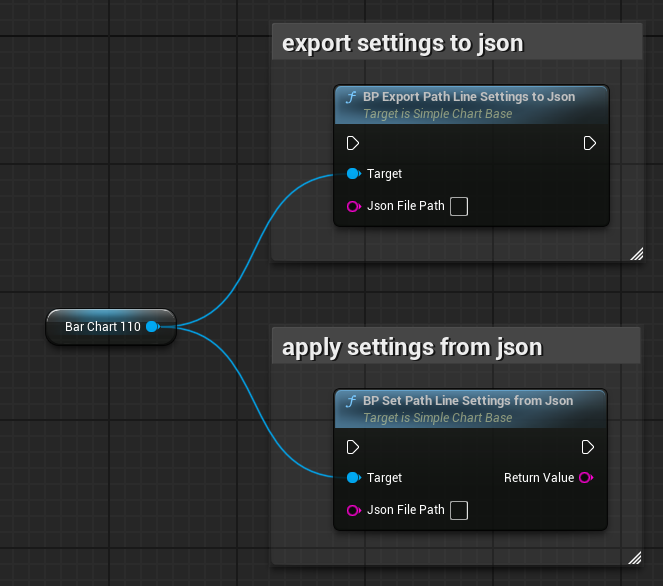 export settings to json
f BP Export Path Line Settings to Json
Target is Simple Chart Base
Target
Json File Path
Bar Chart 110
apply settings from json
f BP Set Path Line Settings from Json
Target is Simple Chart Base
Target Return Value
Json File Path